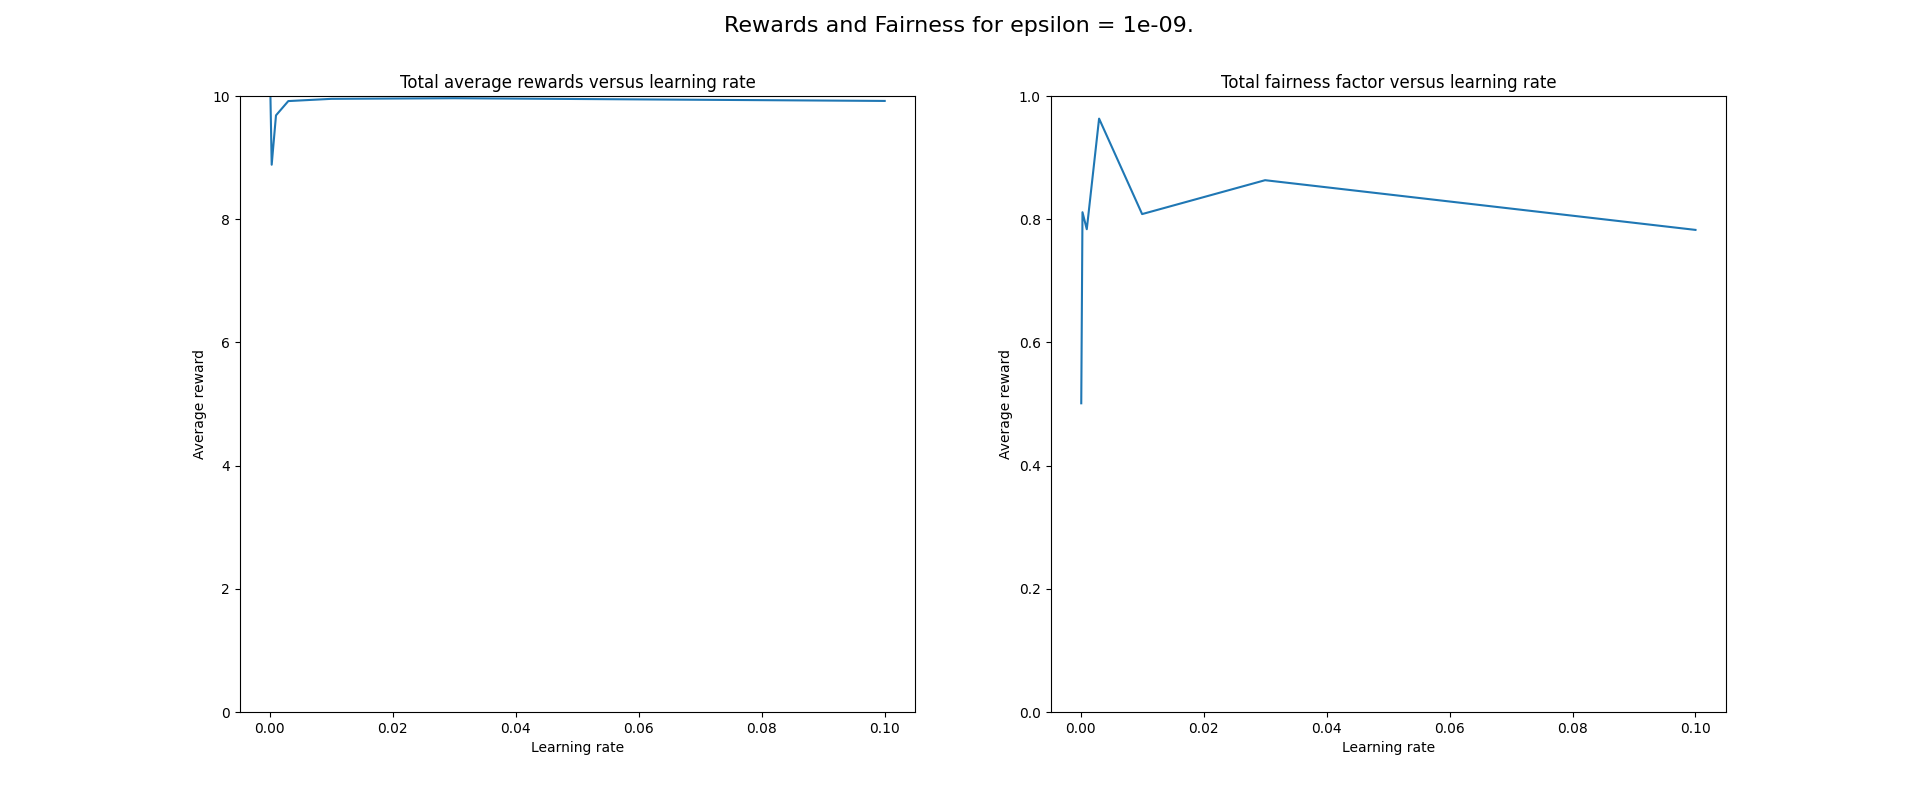 Rewards and Fairness for epsilon = 1e-09.
Total average rewards versus learning rate
10
8
6
4
2
0
Average reward
0.00 0.02 0.04 0.06 0.08 0.10
Learning rate
Total fairness factor versus learning rate
1.0
0.8
0.6
0.4
0.2
0.0
Average reward
0.00 0.02 0.04 0.06 0.08 0.10
Learning rate